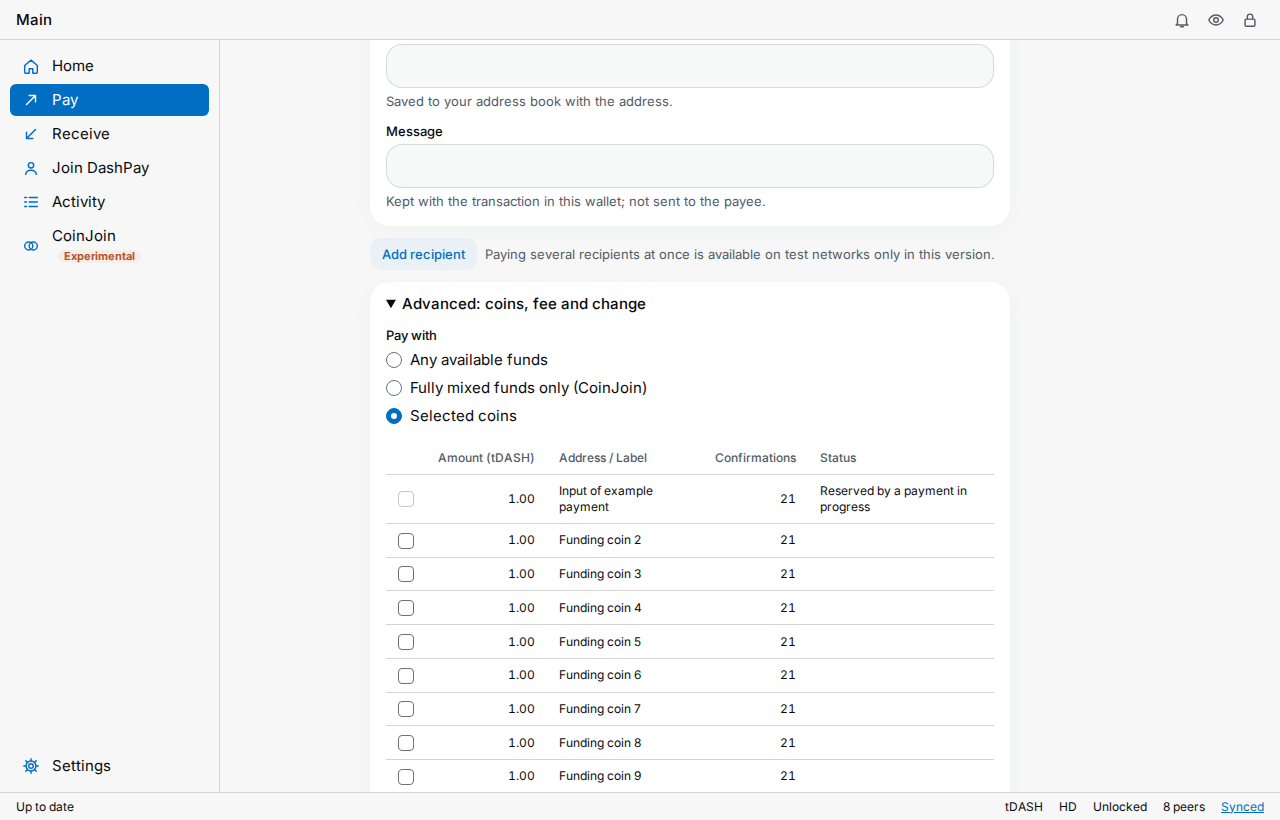 Main
Home
Pay
Receive
Join DashPay
Activity
CoinJoin
Experimental
Settings
Saved to your address book with the address.
Message
Kept with the transaction in this wallet; not sent to the payee.
Add recipient Paying several recipients at once is available on test networks only in this version.
Advanced: coins, fee and change
Pay with
Any available funds
Fully mixed funds only (CoinJoin)
Selected coins
Amount (tDASH) Address / Label Confirmations Status
1.00 Input of example payment 21 Reserved by a payment in progress
1.00 Funding coin 2 21
1.00 Funding coin 3 21
1.00 Funding coin 4 21
1.00 Funding coin 5 21
1.00 Funding coin 6 21
1.00 Funding coin 7 21
1.00 Funding coin 8 21
1.00 Funding coin 9 21
Up to date tDASH HD Unlocked 8 peers Synced